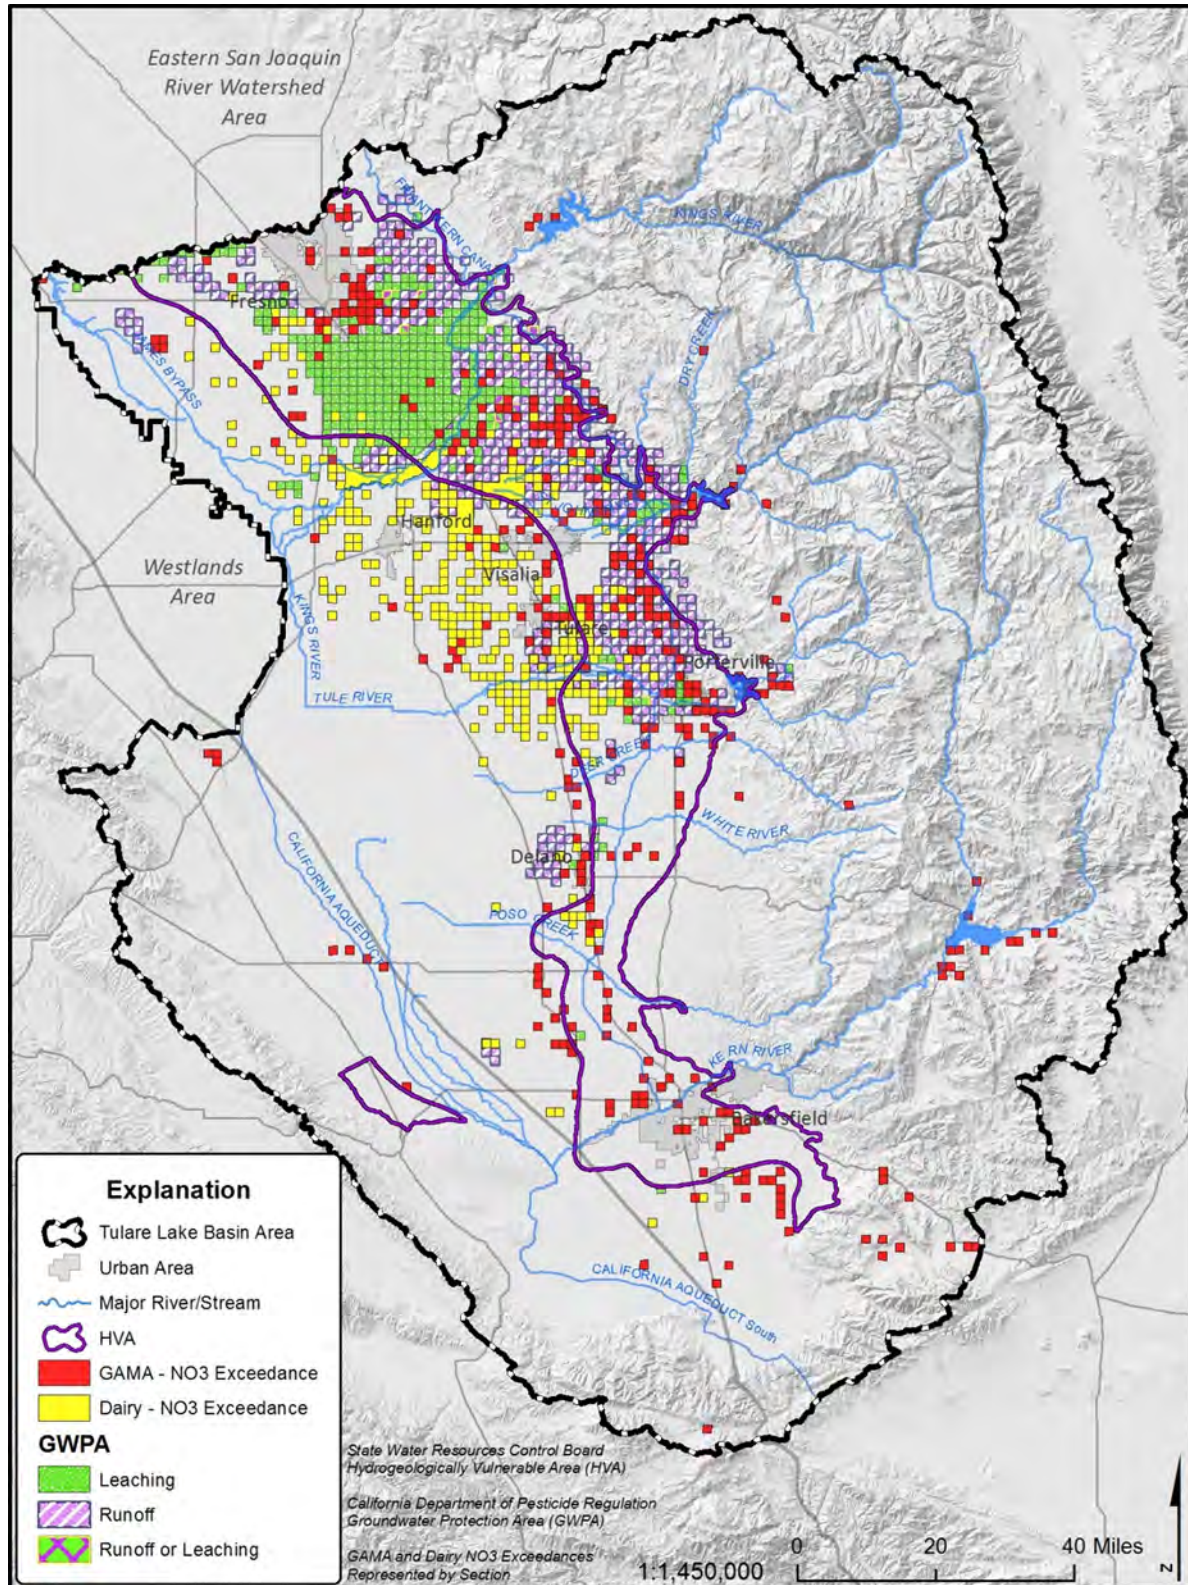 Eastern San Joaquin
River Watershed
Area
FRIANT KERN CANAL
KINGS RIVER
Fresno
JAMES BYPASS
DRY CREEK
Hanford
Visalia
Westlands
Area
KINGS RIVER
Tulare
Porterville
TULE RIVER
DEER CREEK
WHITE RIVER
CALIFORNIA AQUEDUCT
Delano
POSO CREEK
KERN RIVER
Bakersfield
CALIFORNIA AQUEDUCT South
Explanation
Tulare Lake Basin Area
Urban Area
Major River/Stream
HVA
GAMA - NO3 Exceedance
Dairy - NO3 Exceedance
GWPA
Leaching
Runoff
Runoff or Leaching
State Water Resources Control Board
Hydrogeologically Vulnerable Area (HVA)
California Department of Pesticide Regulation
Groundwater Protection Area (GWPA)
GAMA and Dairy NO3 Exceedances
Represented by Section
1:1,450,000
0 20 40 Miles
N